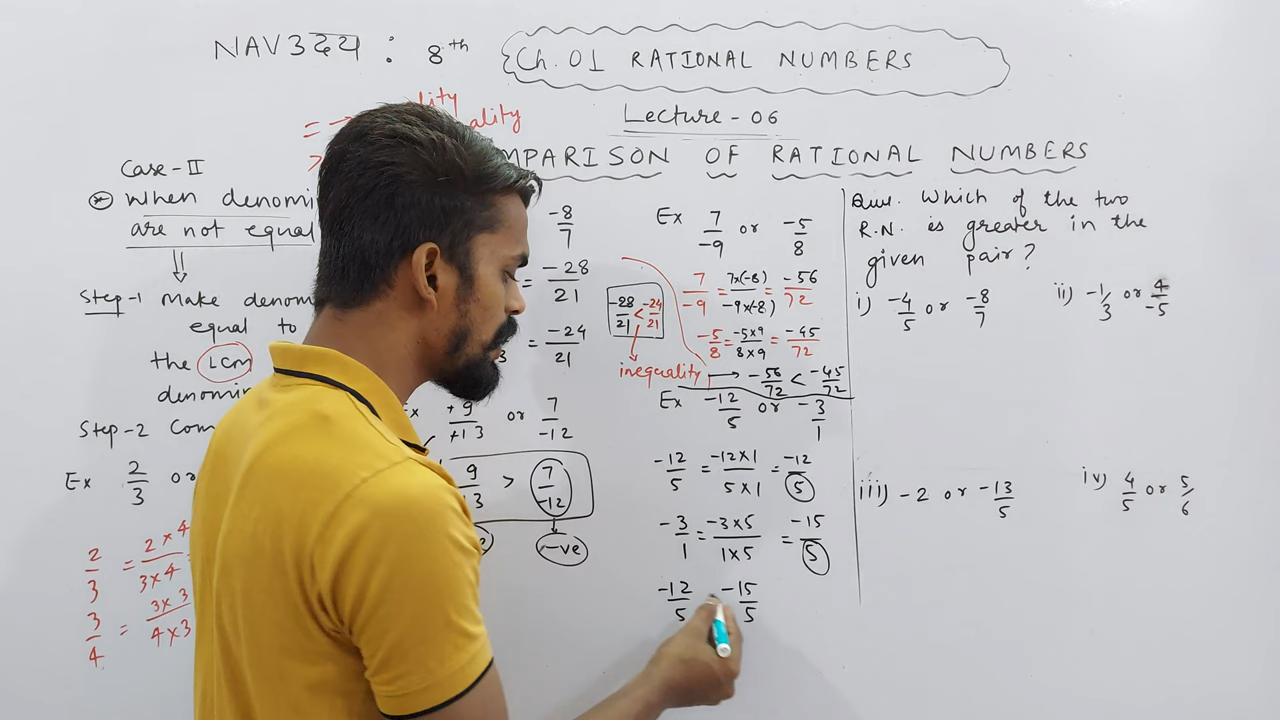 NAV344 : 8th
Ch. 01 RATIONAL NUMBERS
Lecture - 06
MPARISON OF RATIONAL NUMBERS
= → lity
>
quality
Case-II
When denomi
are not equal
⇓
Step-1 Make denom
equal to
the LCM
denomin
Step-2 Com
Ex 2/3 or
2/3 = 2×4/3×4 =
3/4 = 3×3/4×3
-8/7
= -28/21
= -24/21
-28/21 < -24/21
inequality
Ex +9/+13 or 7/-12
9/13 > 7/-12
-ve
Ex 7/-9 or -5/8
7/-9 = 7×(-8)/-9×(-8) = -56/72
-5/8 = -5×9/8×9 = -45/72
→ -56/72 < -45/72
Ex -12/5 or -3/1
-12/5 = -12×1/5×1 = -12/5
-3/1 = -3×5/1×5 = -15/5
-12/5 -15/5
Ques. Which of the two
R.N. is greater in the
given pair?
i) -4/5 or -8/7
ii) -1/3 or 4/-5
iii) -2 or -13/5
iv) 4/5 or 5/6